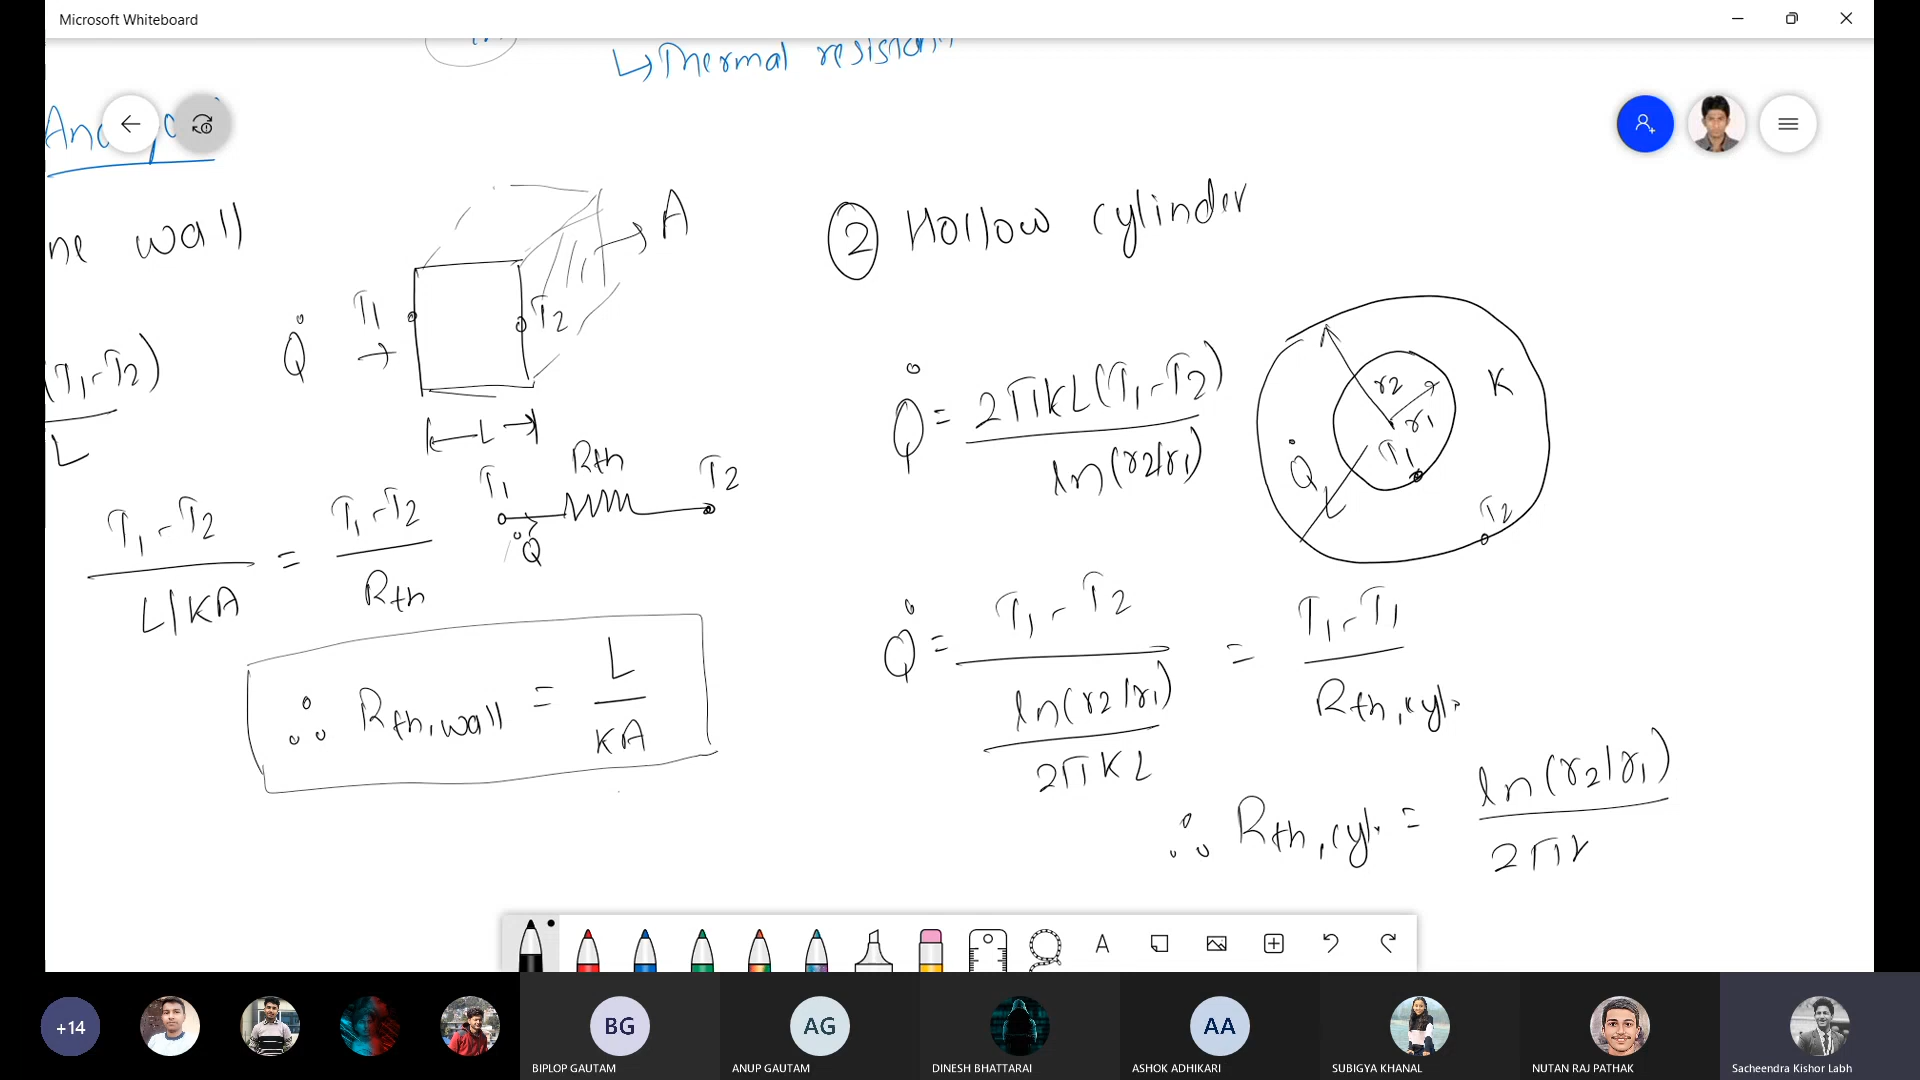 Microsoft Whiteboard
↳ Thermal resistan
ne wall
A
Q̇
T1
T2
(T1-T2)
L
L
T1-T2 / L/KA = T1-T2 / Rth
T1
Rth
T2
Q̇
∴ Rth,wall = L / KA
② Hollow cylinder
Q̇ = 2πKL(T1-T2) / ln(r2/r1)
r2
r1
K
T1
Q̇
T2
Q̇ = T1-T2 / ln(r2/r1) / 2πKL = T1-T1 / Rth,cyl.
∴ Rth,cyl. = ln(r2/r1) / 2π
+14
BG
AG
AA
BIPLOP GAUTAM
ANUP GAUTAM
DINESH BHATTARAI
ASHOK ADHIKARI
SUBIGYA KHANAL
NUTAN RAJ PATHAK
Sacheendra Kishor Labh